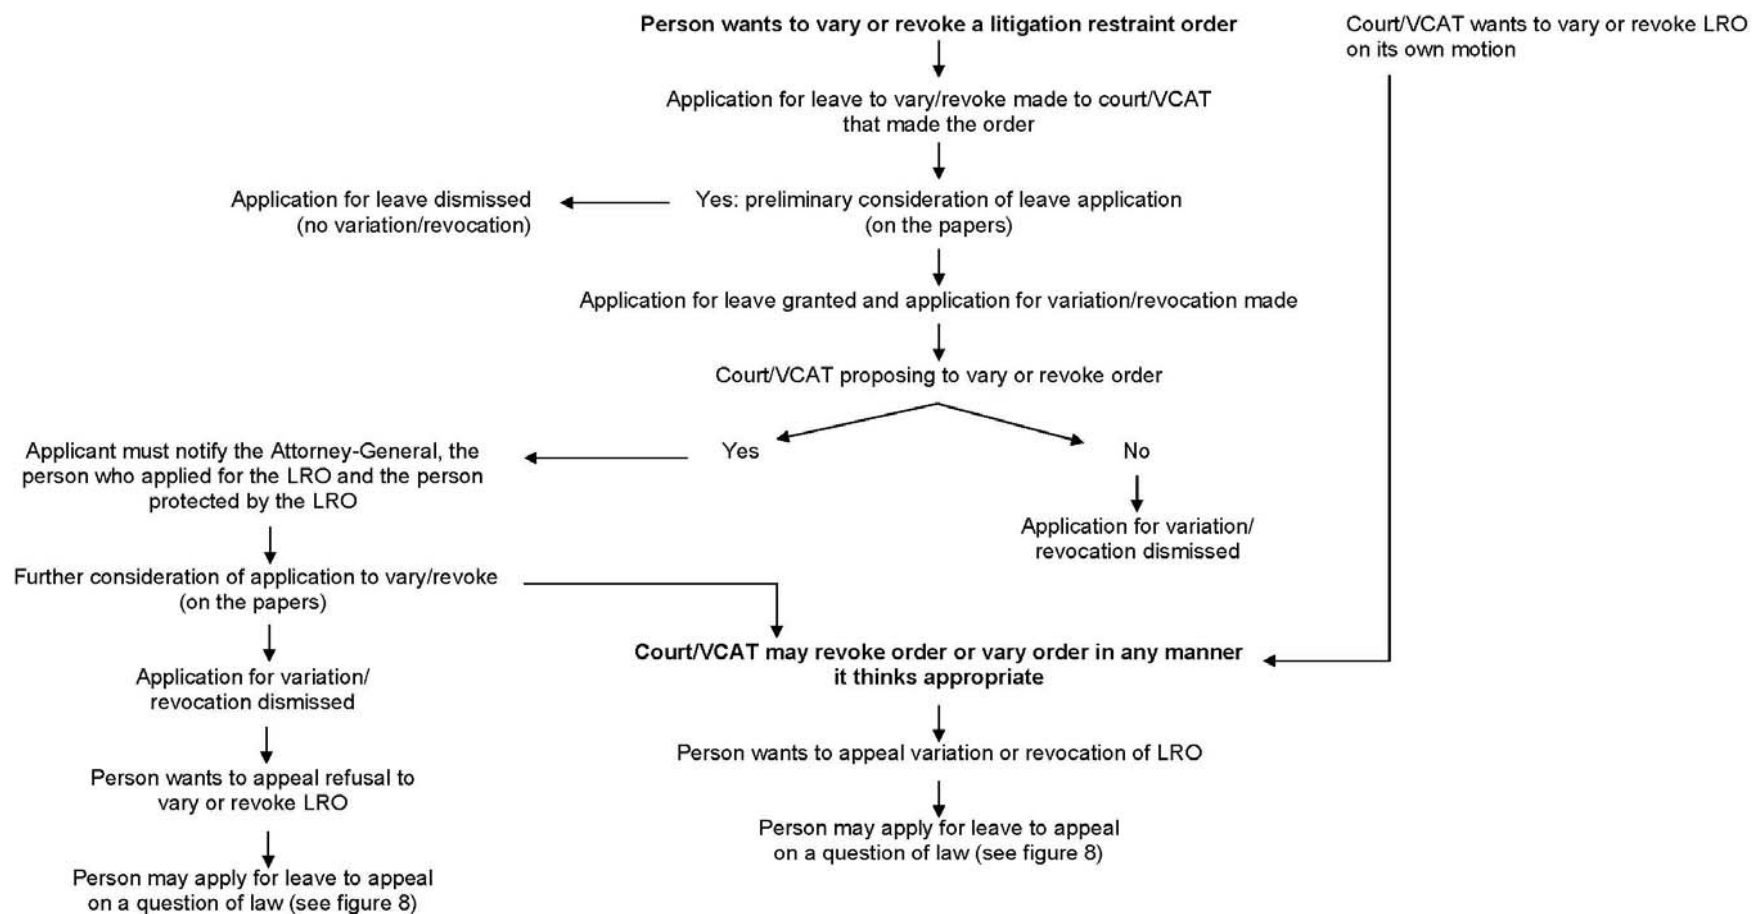 Person wants to vary or revoke a litigation restraint order
Court/VCAT wants to vary or revoke LRO
on its own motion
Application for leave to vary/revoke made to court/VCAT
that made the order
Application for leave dismissed
(no variation/revocation)
Yes: preliminary consideration of leave application
(on the papers)
Application for leave granted and application for variation/revocation made
Court/VCAT proposing to vary or revoke order
Applicant must notify the Attorney-General, the
person who applied for the LRO and the person
protected by the LRO
Yes
No
Application for variation/
revocation dismissed
Further consideration of application to vary/revoke
(on the papers)
Court/VCAT may revoke order or vary order in any manner
it thinks appropriate
Application for variation/
revocation dismissed
Person wants to appeal variation or revocation of LRO
Person wants to appeal refusal to
vary or revoke LRO
Person may apply for leave to appeal
on a question of law (see figure 8)
Person may apply for leave to appeal
on a question of law (see figure 8)